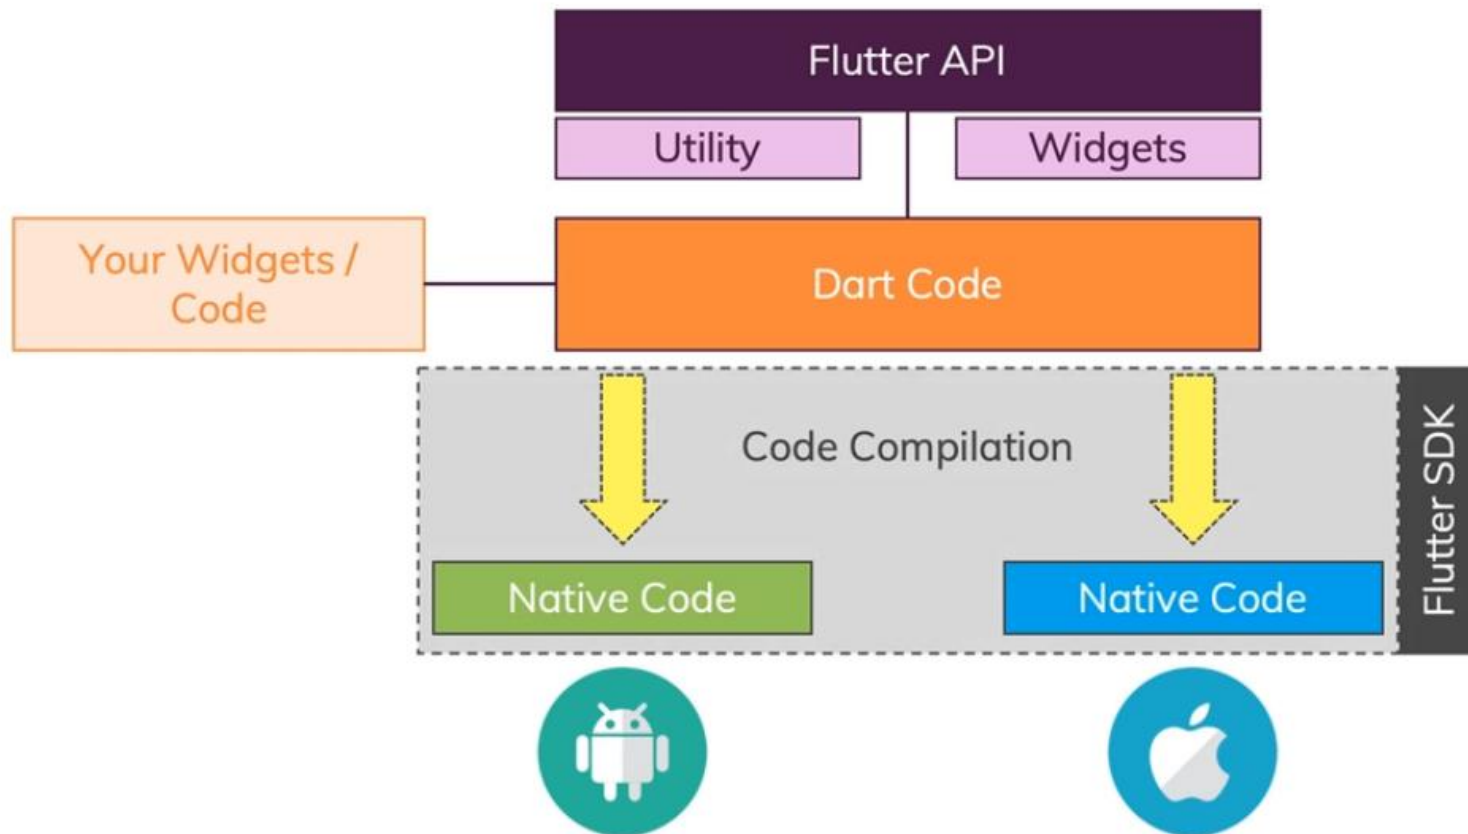 Flutter API
Utility
Widgets
Your Widgets /
Code
Dart Code
Code Compilation
Flutter SDK
Native Code
Native Code